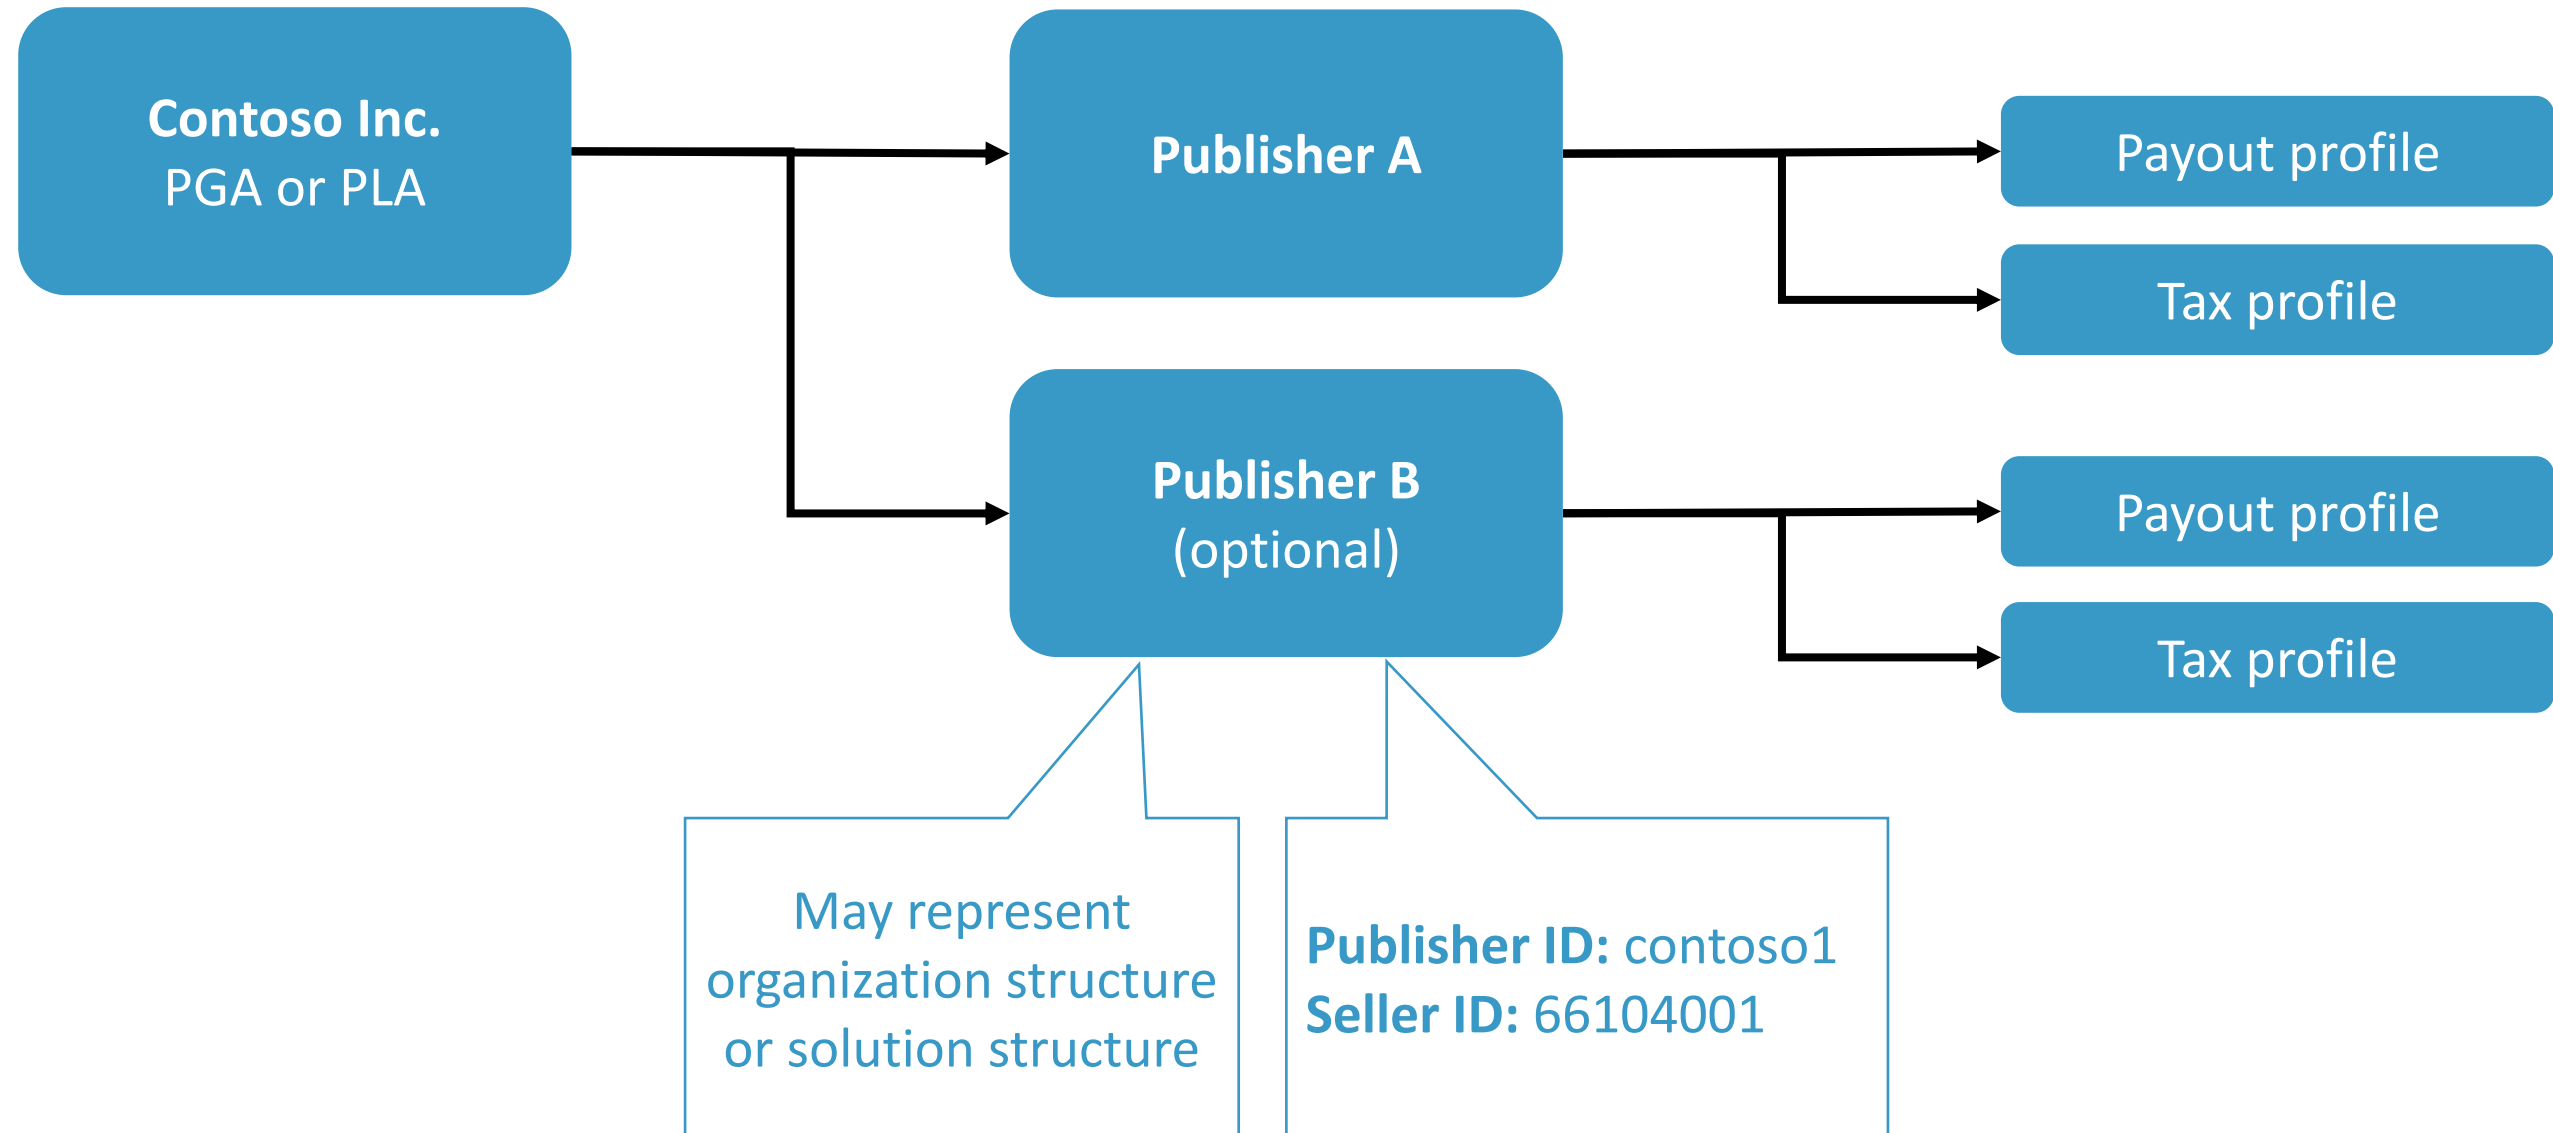 Contoso Inc.
PGA or PLA
Publisher A
Payout profile
Tax profile
Publisher B
(optional)
Payout profile
Tax profile
May represent
organization structure
or solution structure
Publisher ID: contoso1
Seller ID: 66104001